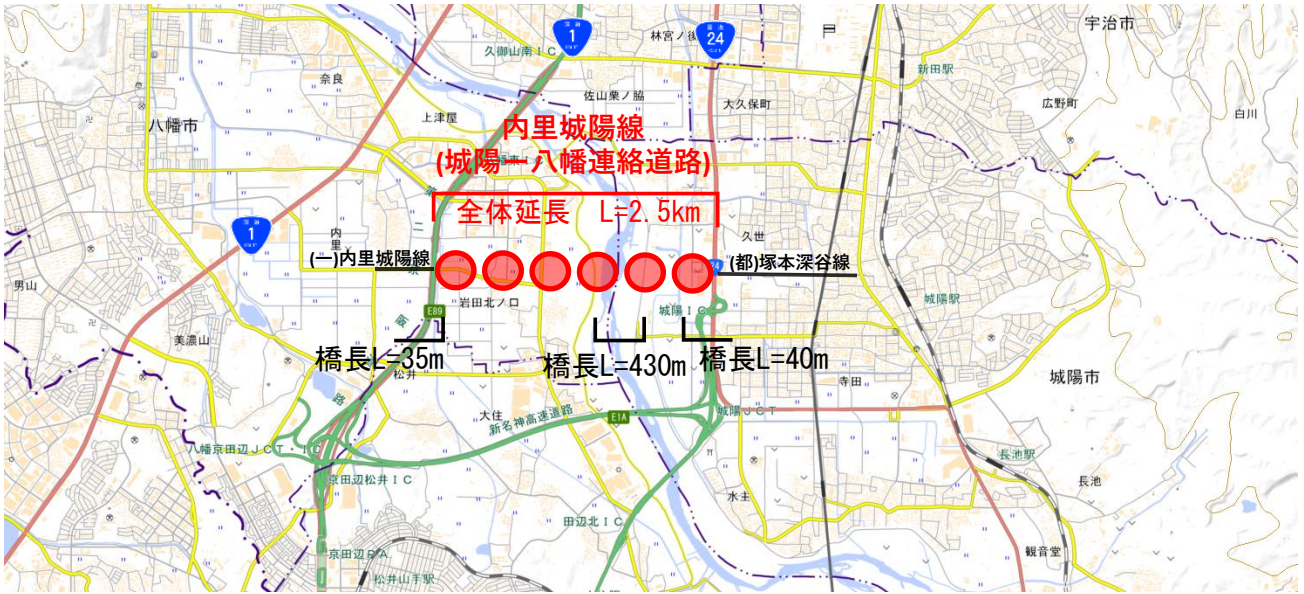 宇治市
1
24
林宮ノ後
久御山南IC
新田駅
奈良
佐山栗ノ脇
大久保町
広野町
白川
八幡市
上津屋
内里城陽線
(城陽－八幡連絡道路)
全体延長 L=2.5km
1
内里
久世
(一)内里城陽線
(都)塚本深谷線
男山
岩田北ノ口
城陽駅
E89
城陽IC
美濃山
橋長L=35m
橋長L=430m
橋長L=40m
松井
寺田
城陽市
大住
新名神高速道路
E1A
城陽JCT
八幡京田辺JCT・IC
長池駅
京田辺松井IC
長池
水主
田辺北IC
観音堂
京田辺PA
松井山手駅